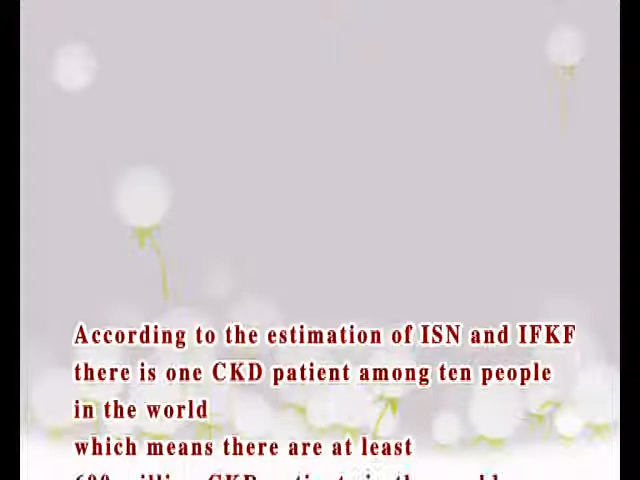 According to the estimation of ISN and IFKF
there is one CKD patient among ten people
in the world
which means there are at least